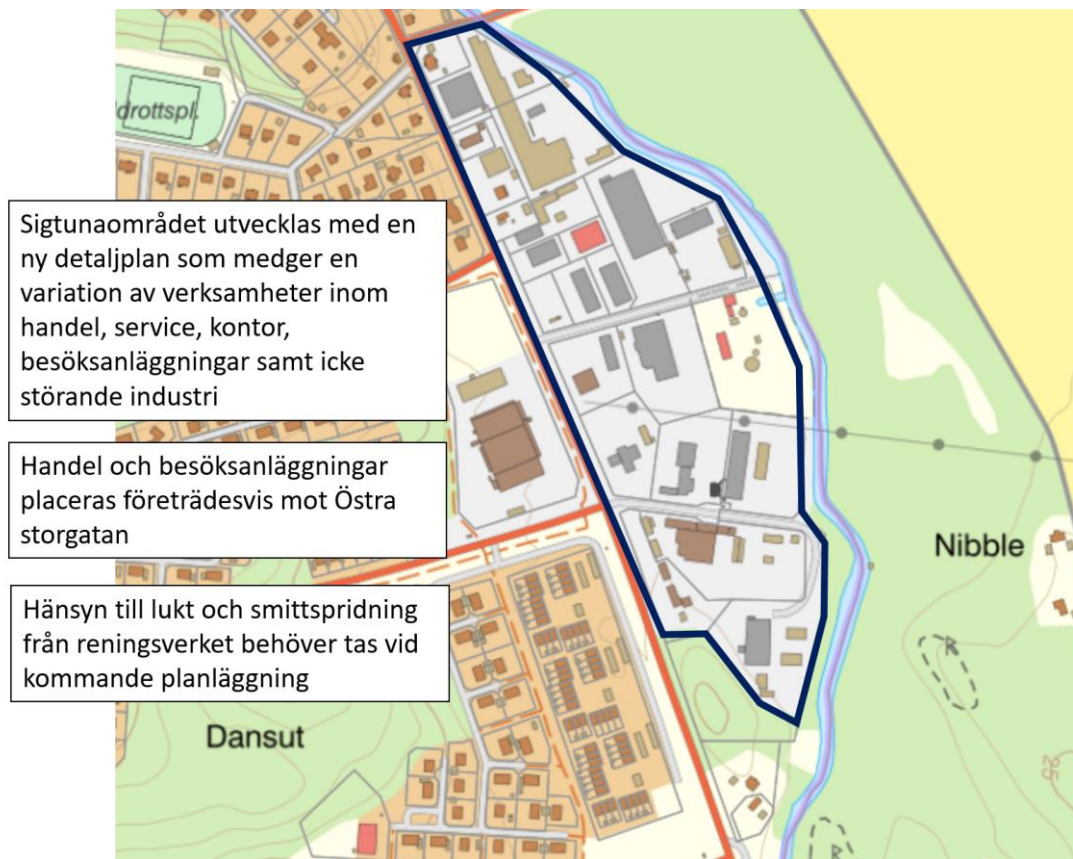 drottspl.
Sigtunaområdet utvecklas med en
ny detaljplan som medger en
variation av verksamheter inom
handel, service, kontor,
besöksanläggningar samt icke
störande industri
Handel och besöksanläggningar
placeras företrädesvis mot Östra
storgatan
Hänsyn till lukt och smittspridning
från reningsverket behöver tas vid
kommande planläggning
Nibble
Dansut
25
R
R